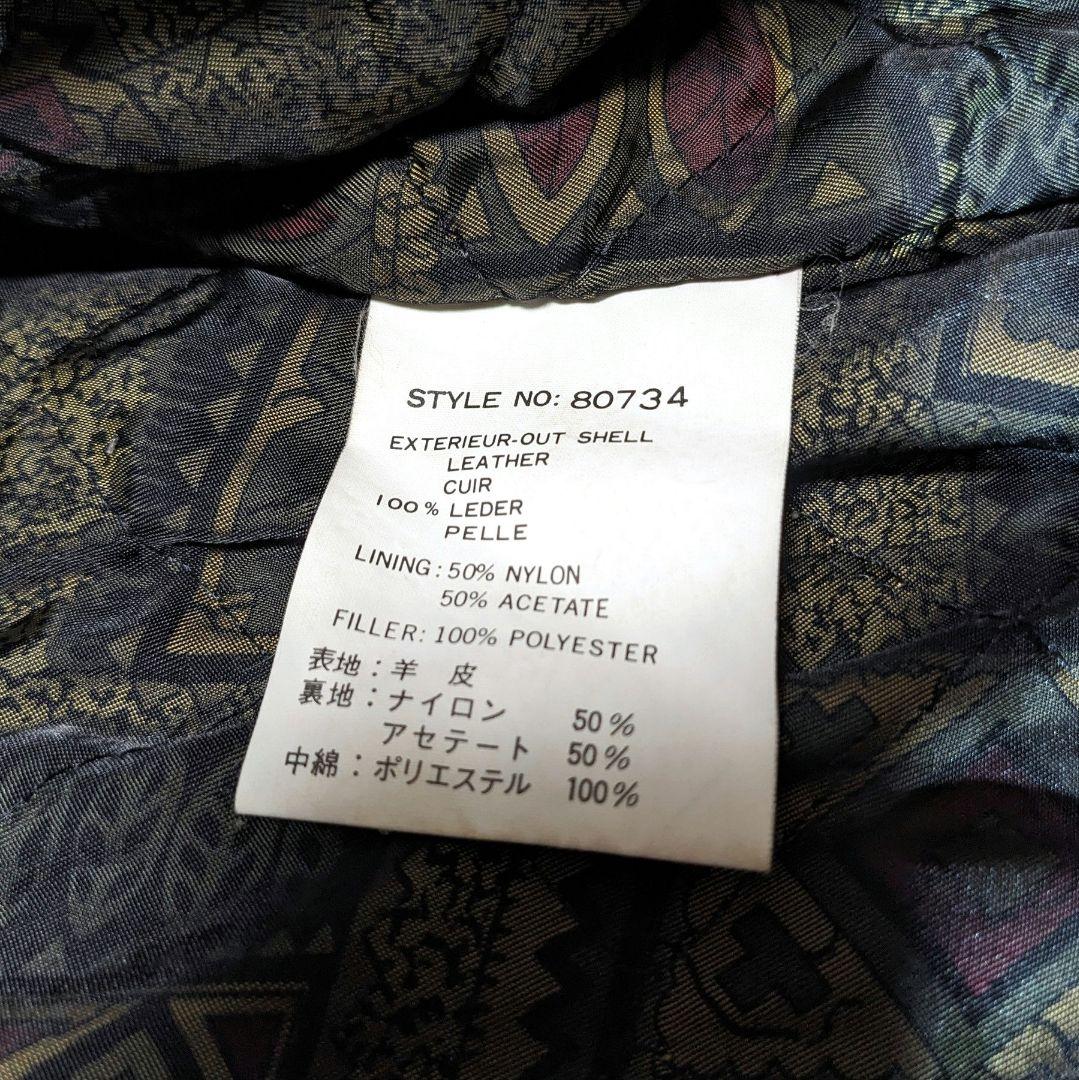 STYLE NO: 80734
EXTERIEUR-OUT SHELL
LEATHER
CUIR
100% LEDER
PELLE
LINING: 50% NYLON
50% ACETATE
FILLER: 100% POLYESTER
表地：羊 皮
裏地：ナイロン 50%
アセテート 50%
中綿：ポリエステル 100%